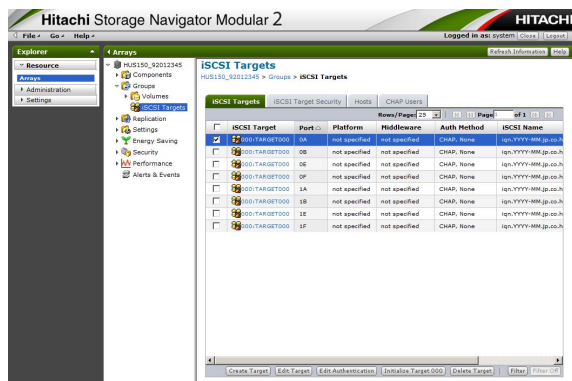 Hitachi Storage Navigator Modular 2
HITACHI
File Go Help
Logged in as: system Close Logout
Explorer
Arrays
Refresh Information Help
Resource
Arrays
Administration
Settings
HUS150_92012345
Components
Groups
Volumes
iSCSI Targets
Replication
Settings
Energy Saving
Security
Performance
Alerts & Events
iSCSI Targets
HUS150_92012345 > Groups > iSCSI Targets
iSCSI Targets iSCSI Target Security Hosts CHAP Users
Rows/Page: 25 Page 1 of 1
iSCSI Target Port Platform Middleware Auth Method iSCSI Name
000:TARGET000 0A not specified not specified CHAP, None iqn.YYYY-MM.jp.co.h
000:TARGET000 0B not specified not specified CHAP, None iqn.YYYY-MM.jp.co.h
000:TARGET000 0E not specified not specified CHAP, None iqn.YYYY-MM.jp.co.h
000:TARGET000 0F not specified not specified CHAP, None iqn.YYYY-MM.jp.co.h
000:TARGET000 1A not specified not specified CHAP, None iqn.YYYY-MM.jp.co.h
000:TARGET000 1B not specified not specified CHAP, None iqn.YYYY-MM.jp.co.h
000:TARGET000 1E not specified not specified CHAP, None iqn.YYYY-MM.jp.co.h
000:TARGET000 1F not specified not specified CHAP, None iqn.YYYY-MM.jp.co.h
Create Target Edit Target Edit Authentication Initialize Target 000 Delete Target Filter Filter Off